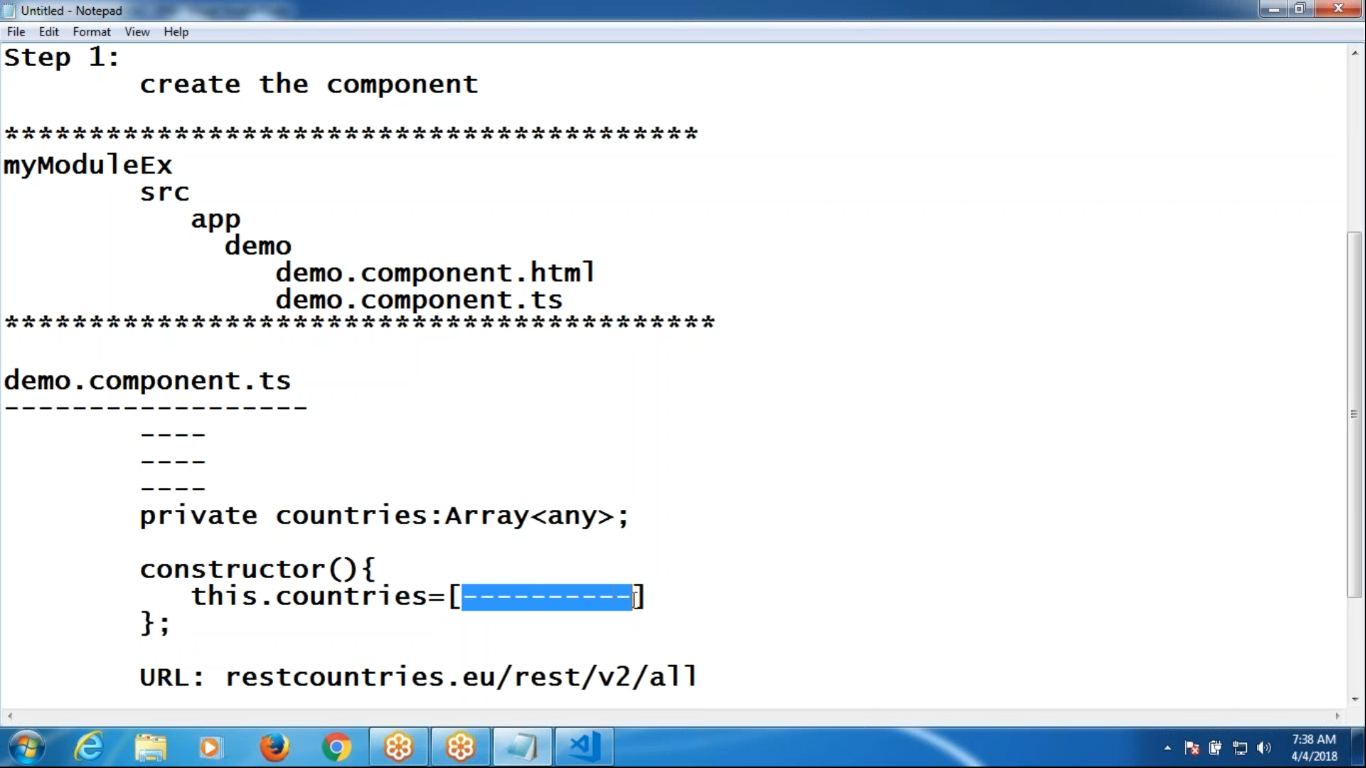 Untitled - Notepad
File Edit Format View Help
Step 1:
create the component
*****************************************
myModuleEx
src
app
demo
demo.component.html
demo.component.ts
******************************************
demo.component.ts
------------------
----
----
----
private countries:Array<any>;
constructor(){
this.countries=[----------]
};
URL: restcountries.eu/rest/v2/all
7:38 AM
4/4/2018